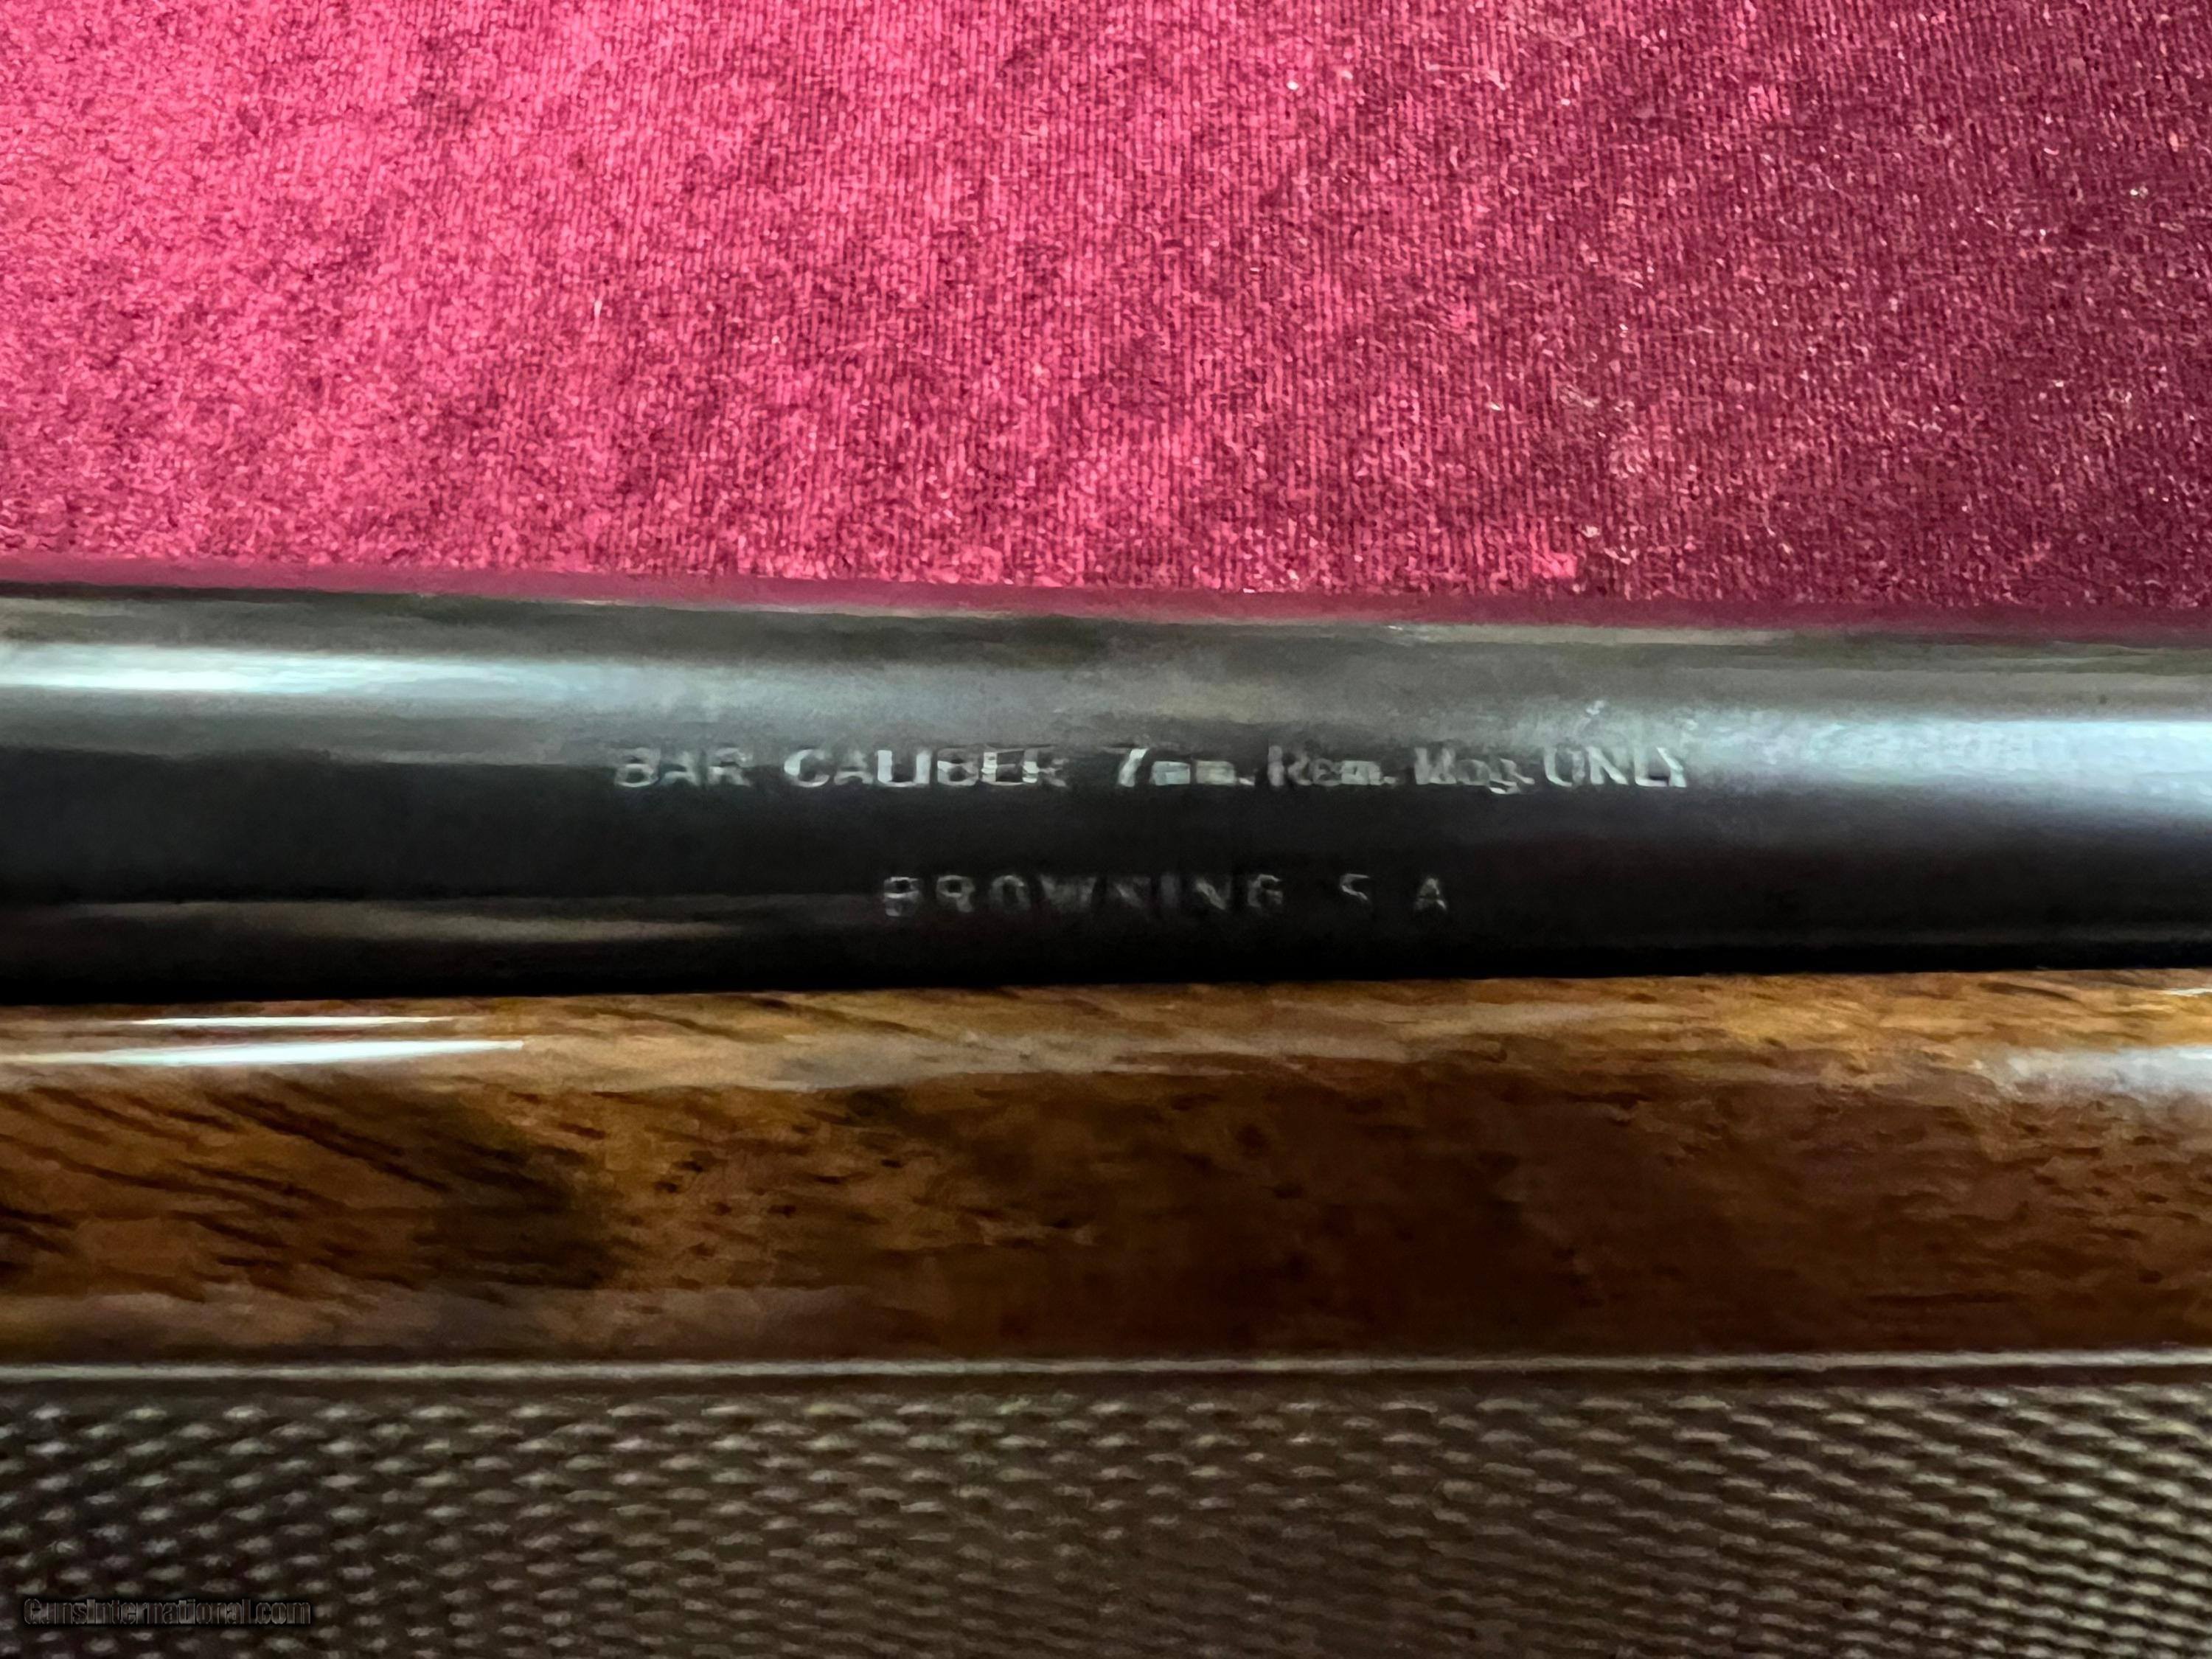 BAR CALIBER 7mm. Rem. Mag. ONLY
BROWNING S A
GunsInternational.com